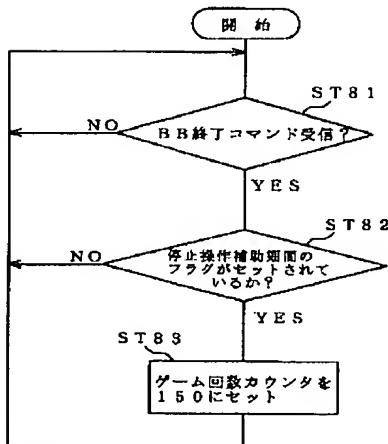 開 始
ST81
BB終了コマンド受信?
NO
YES
ST82
停止操作補助画面の
フラグがセットされて
いるか?
NO
YES
ST83
ゲーム回数カウンタを
150にセット